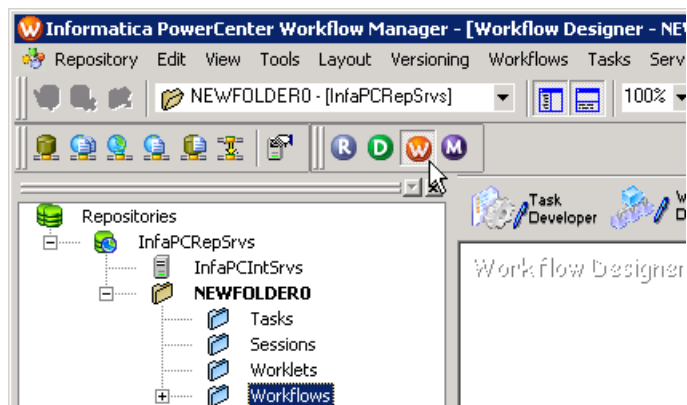 Informatica PowerCenter Workflow Manager - [Workflow Designer - NE
Repository Edit View Tools Layout Versioning Workflows Tasks Serv
NEWFOLDER0 - [InfaPCRepSrvs] 100%
R D W M
Task
Developer
Repositories
InfaPCRepSrvs
InfaPCIntSrvs
Workflow Designer
NEWFOLDER0
Tasks
Sessions
Worklets
Workflows